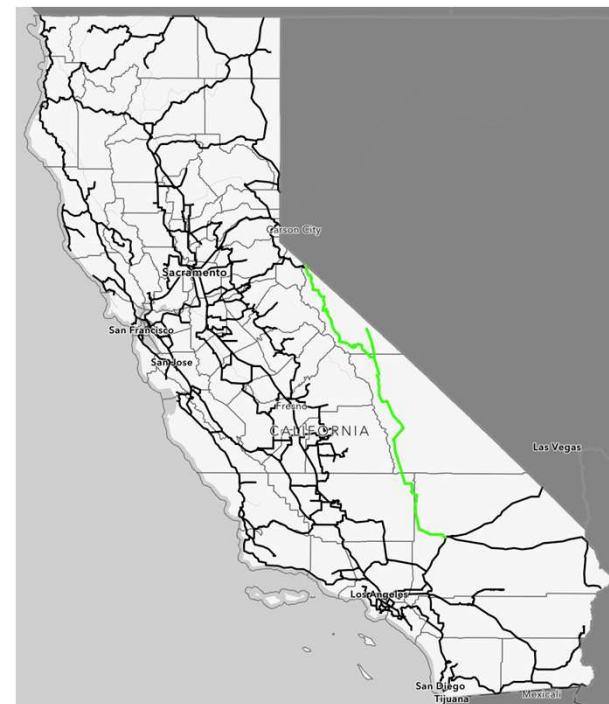 Carson City
Sacramento
San Francisco
San Jose
Fresno
CALIFORNIA
Las Vegas
Los Angeles
San Diego
Tijuana
Mexicali